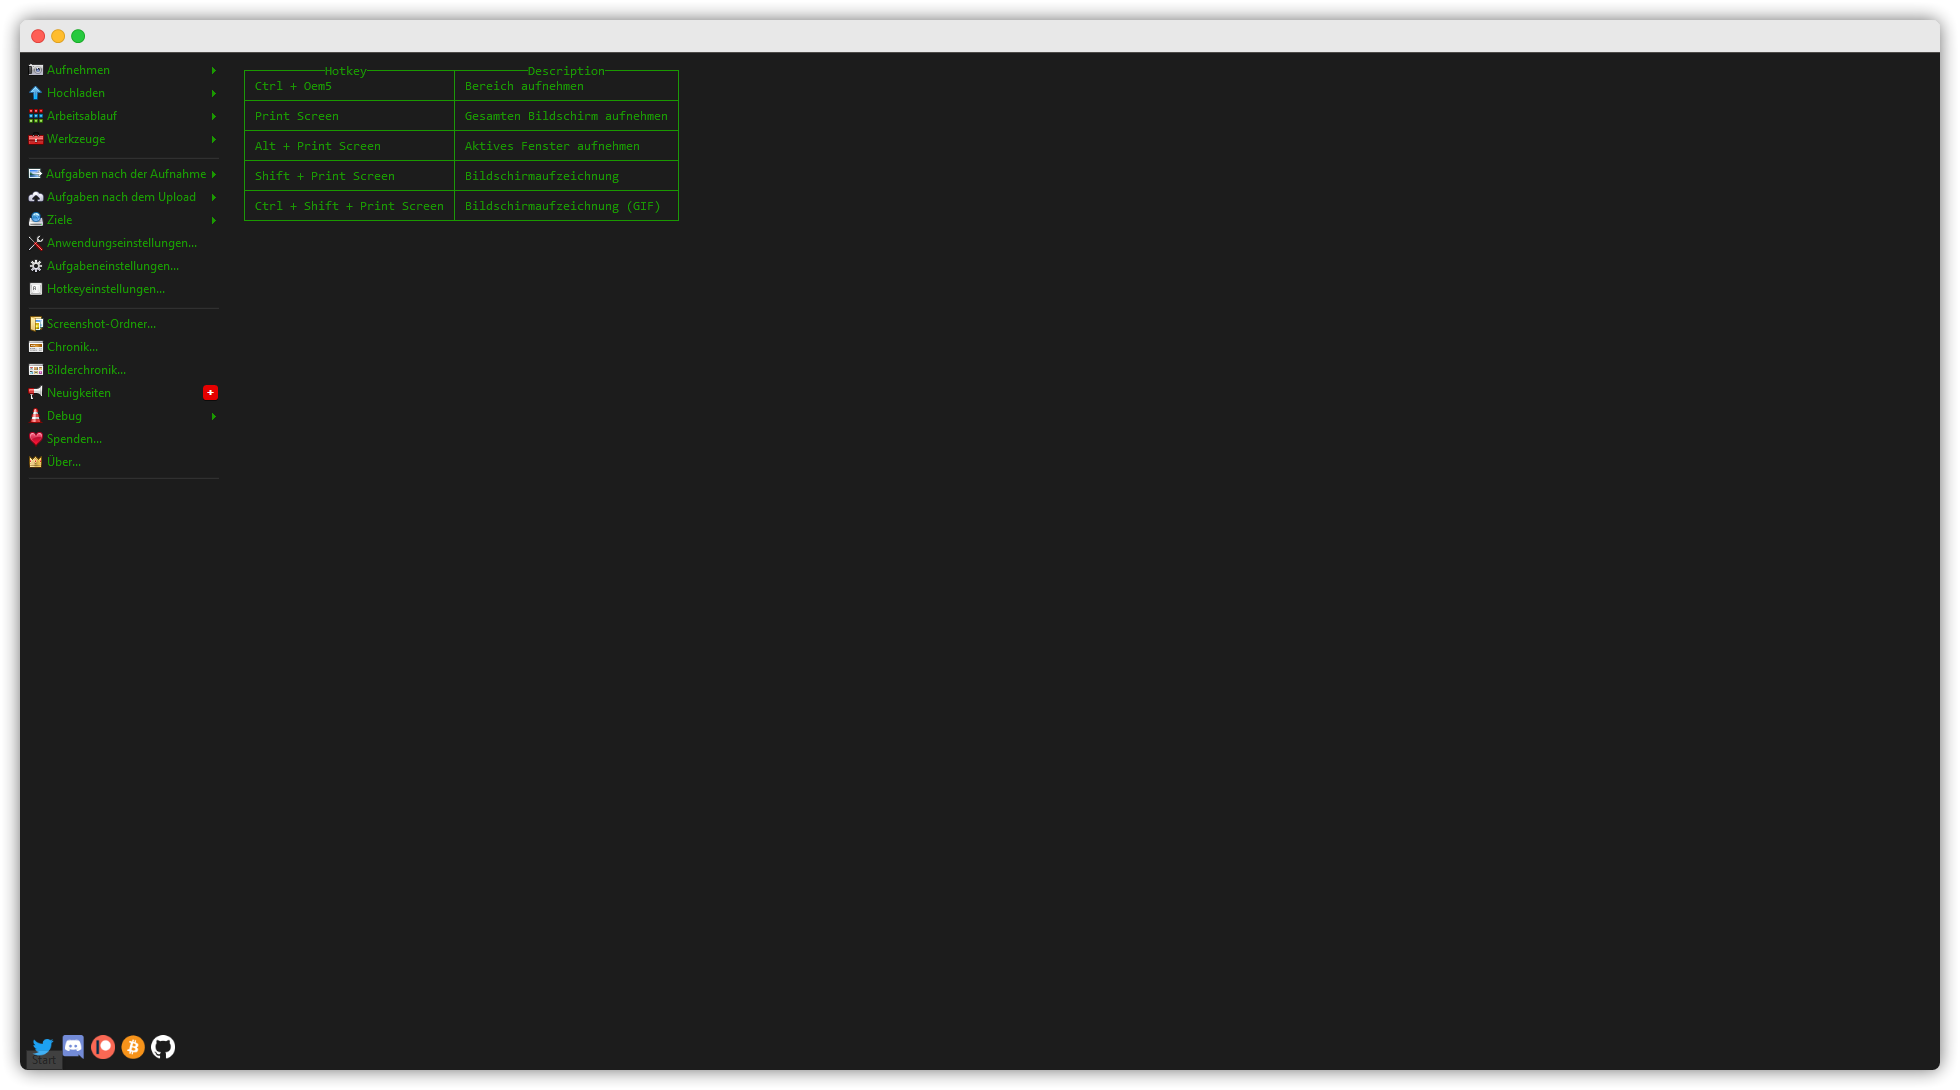 Aufnehmen
Hochladen
Arbeitsablauf
Werkzeuge
Aufgaben nach der Aufnahme
Aufgaben nach dem Upload
Ziele
Anwendungseinstellungen...
Aufgabeneinstellungen...
Hotkeyeinstellungen...
Screenshot-Ordner...
Chronik...
Bilderchronik...
Neuigkeiten +
Debug
Spenden...
Über...
Hotkey Description
Ctrl + Oem5 Bereich aufnehmen
Print Screen Gesamten Bildschirm aufnehmen
Alt + Print Screen Aktives Fenster aufnehmen
Shift + Print Screen Bildschirmaufzeichnung
Ctrl + Shift + Print Screen Bildschirmaufzeichnung (GIF)
Start